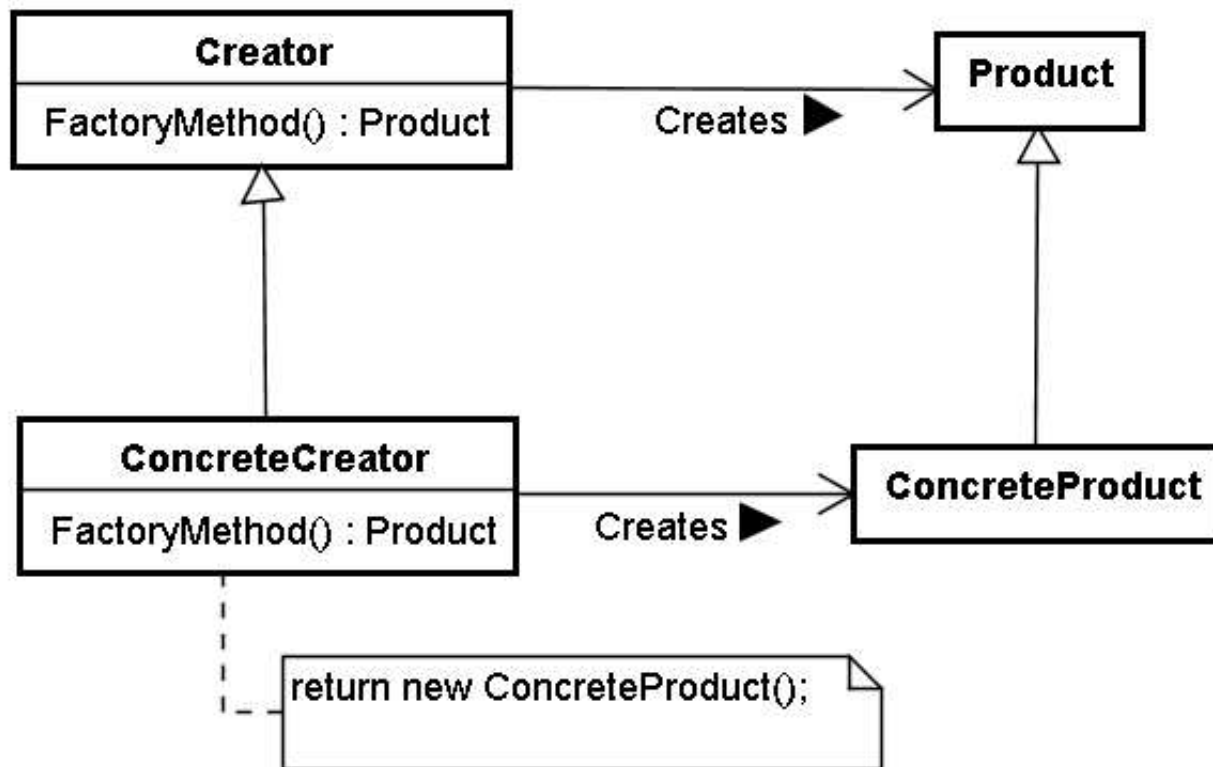 Creator
FactoryMethod() : Product
Product
Creates
ConcreteCreator
FactoryMethod() : Product
ConcreteProduct
Creates
return new ConcreteProduct();